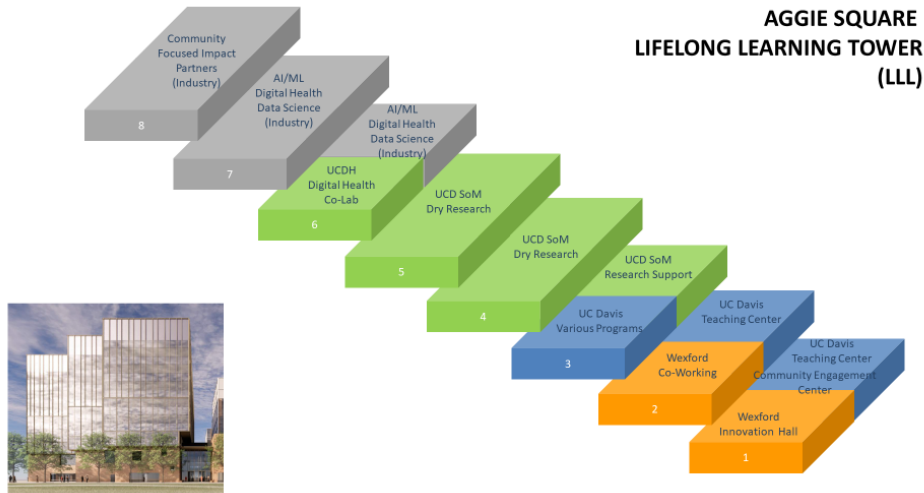 AGGIE SQUARE
LIFELONG LEARNING TOWER
(LLL)
Community
Focused Impact
Partners
(Industry)
8
AI/ML
Digital Health
Data Science
(Industry)
7
AI/ML
Digital Health
Data Science
(Industry)
UCDH
Digital Health
Co-Lab
6
UCD SoM
Dry Research
5
UCD SoM
Dry Research
4
UCD SoM
Research Support
UC Davis
Various Programs
3
UC Davis
Teaching Center
Wexford
Co-Working
2
UC Davis
Teaching Center
Community Engagement
Center
Wexford
Innovation Hall
1